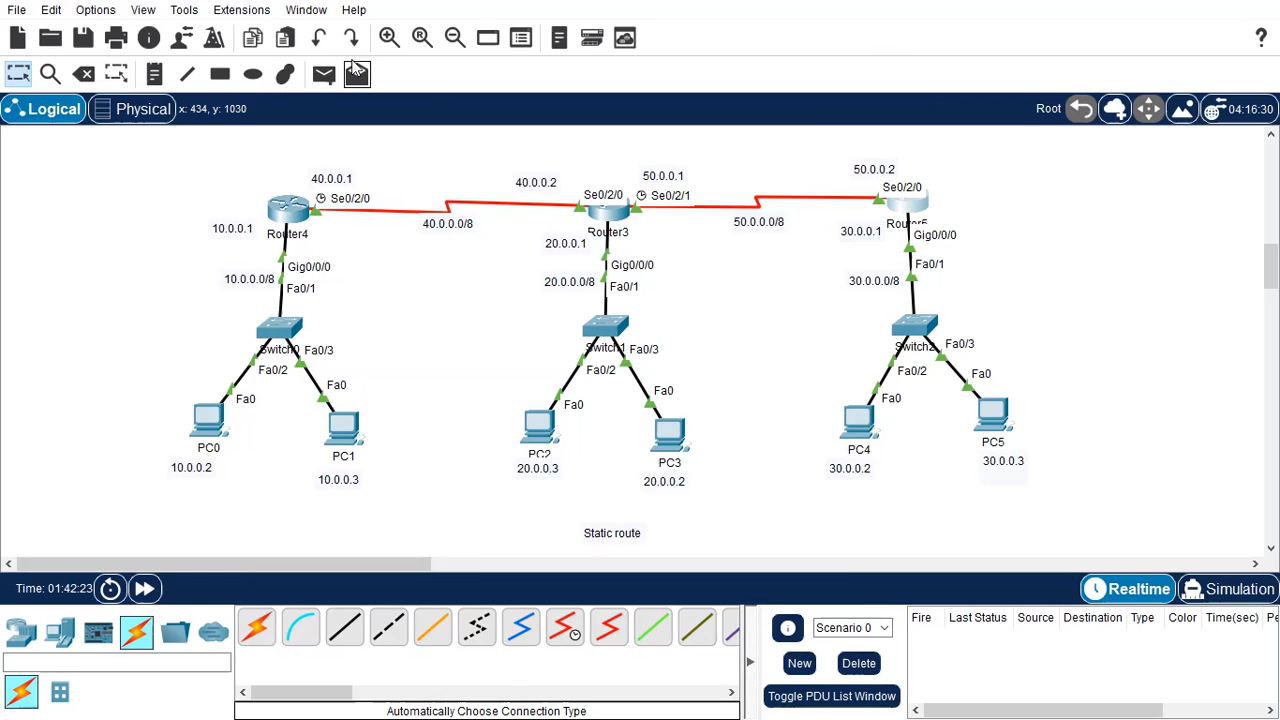 File Edit Options View Tools Extensions Window Help
?
Logical Physical x: 434, y: 1030 Root 04:16:30
40.0.0.1 40.0.0.2 50.0.0.1 50.0.0.2
Se0/2/0 Se0/2/0 Se0/2/1 Se0/2/0
10.0.0.1 Router4 40.0.0.0/8 20.0.0.1 Router3 50.0.0.0/8 30.0.0.1
Gig0/0/0 Gig0/0/0 Gig0/0/0
10.0.0.0/8 20.0.0.0/8 30.0.0.0/8
Fa0/1 Fa0/1 Fa0/1
Switch0 Switch1 Switch2
Fa0/3 Fa0/3 Fa0/3
Fa0/2 Fa0/2 Fa0/2
Fa0 Fa0 Fa0 Fa0 Fa0 Fa0
PC0 PC1 PC2 PC3 PC4 PC5
10.0.0.2 10.0.0.3 20.0.0.3 20.0.0.2 30.0.0.2 30.0.0.3
Static route
Time: 01:42:23 Realtime Simulation
Scenario 0
New Delete
Toggle PDU List Window
Fire Last Status Source Destination Type Color Time(sec)
Automatically Choose Connection Type